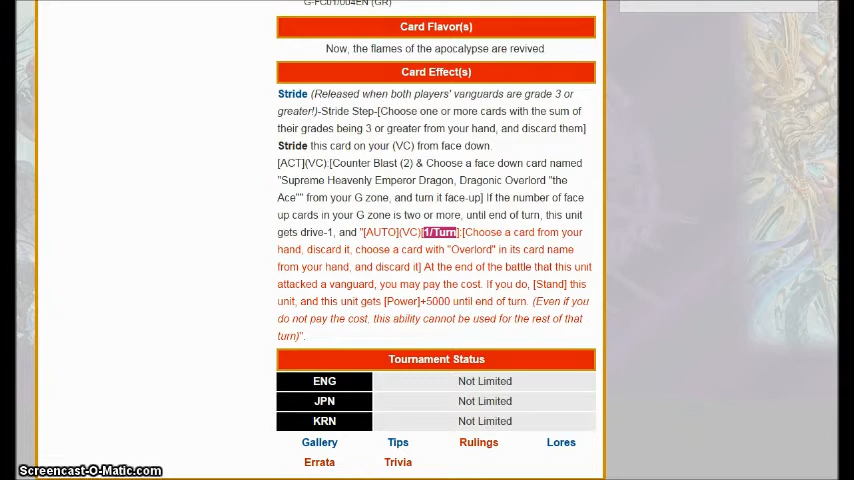 G-FC01/004EN (GR)
Card Flavor(s)
Now, the flames of the apocalypse are revived
Card Effect(s)
Stride (Released when both players' vanguards are grade 3 or
greater!)-Stride Step-[Choose one or more cards with the sum of
their grades being 3 or greater from your hand, and discard them]
Stride this card on your (VC) from face down.
[ACT](VC):[Counter Blast (2) & Choose a face down card named
"Supreme Heavenly Emperor Dragon, Dragonic Overlord "the
Ace"" from your G zone, and turn it face-up] If the number of face
up cards in your G zone is two or more, until end of turn, this unit
gets drive-1, and "[AUTO](VC)[1/Turn]:[Choose a card from your
hand, discard it, choose a card with "Overlord" in its card name
from your hand, and discard it] At the end of the battle that this unit
attacked a vanguard, you may pay the cost. If you do, [Stand] this
unit, and this unit gets [Power]+5000 until end of turn. (Even if you
do not pay the cost, this ability cannot be used for the rest of that
turn)".
Tournament Status
ENG Not Limited
JPN Not Limited
KRN Not Limited
Gallery Tips Rulings Lores
Errata Trivia
Screencast-O-Matic.com